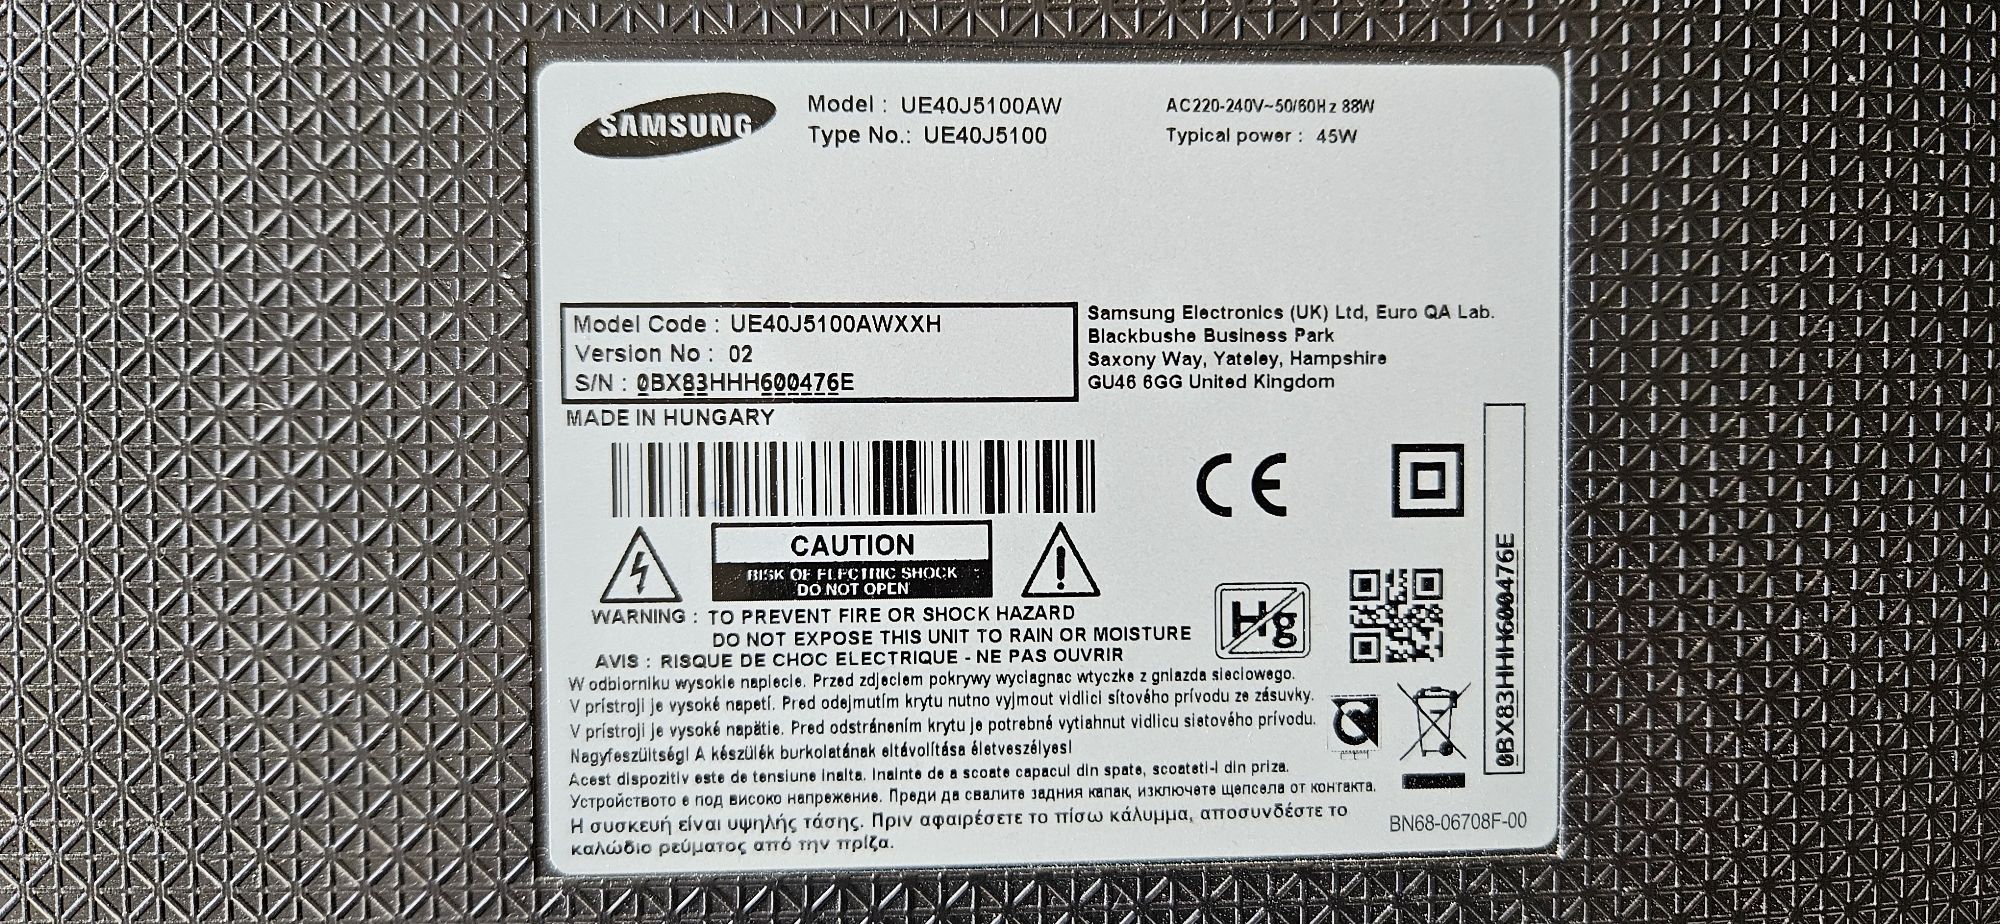 SAMSUNG
Model : UE40J5100AW
Type No.: UE40J5100
AC220-240V~50/60Hz 88W
Typical power : 45W
Model Code : UE40J5100AWXXH
Version No : 02
S/N : 0BX83HHH600476E
MADE IN HUNGARY
Samsung Electronics (UK) Ltd, Euro QA Lab.
Blackbushe Business Park
Saxony Way, Yateley, Hampshire
GU46 6GG United Kingdom
CE
CAUTION
RISK OF ELECTRIC SHOCK
DO NOT OPEN
WARNING : TO PREVENT FIRE OR SHOCK HAZARD
DO NOT EXPOSE THIS UNIT TO RAIN OR MOISTURE
AVIS : RISQUE DE CHOC ELECTRIQUE - NE PAS OUVRIR
Hg
W odbiorniku wysokie napiecie. Przed zdjeciem pokrywy wyciagnac wtyczke z gniazda sieciowego.
V prístroji je vysoké napetí. Pred odejmutím krytu nutno vyjmout vidlici sítového prívodu ze zásuvky.
V prístroji je vysoké napätie. Pred odstránením krytu je potrebné vytiahnut vidlicu sietového prívodu.
Nagyfeszültség! A készülék burkolatának eltávolítása életveszélyes!
Acest dispozitiv este de tensiune inalta. Inainte de a scoate capacul din spate, scoateti-l din priza.
Устройството е под високо напрежение. Преди да свалите задния капак, изключете щепсела от контакта.
Η συσκευή είναι υψηλής τάσης. Πριν αφαιρέσετε το πίσω κάλυμμα, αποσυνδέστε το
καλώδιο ρεύματος από την πρίζα.
0BX83HHH600476E
BN68-06708F-00